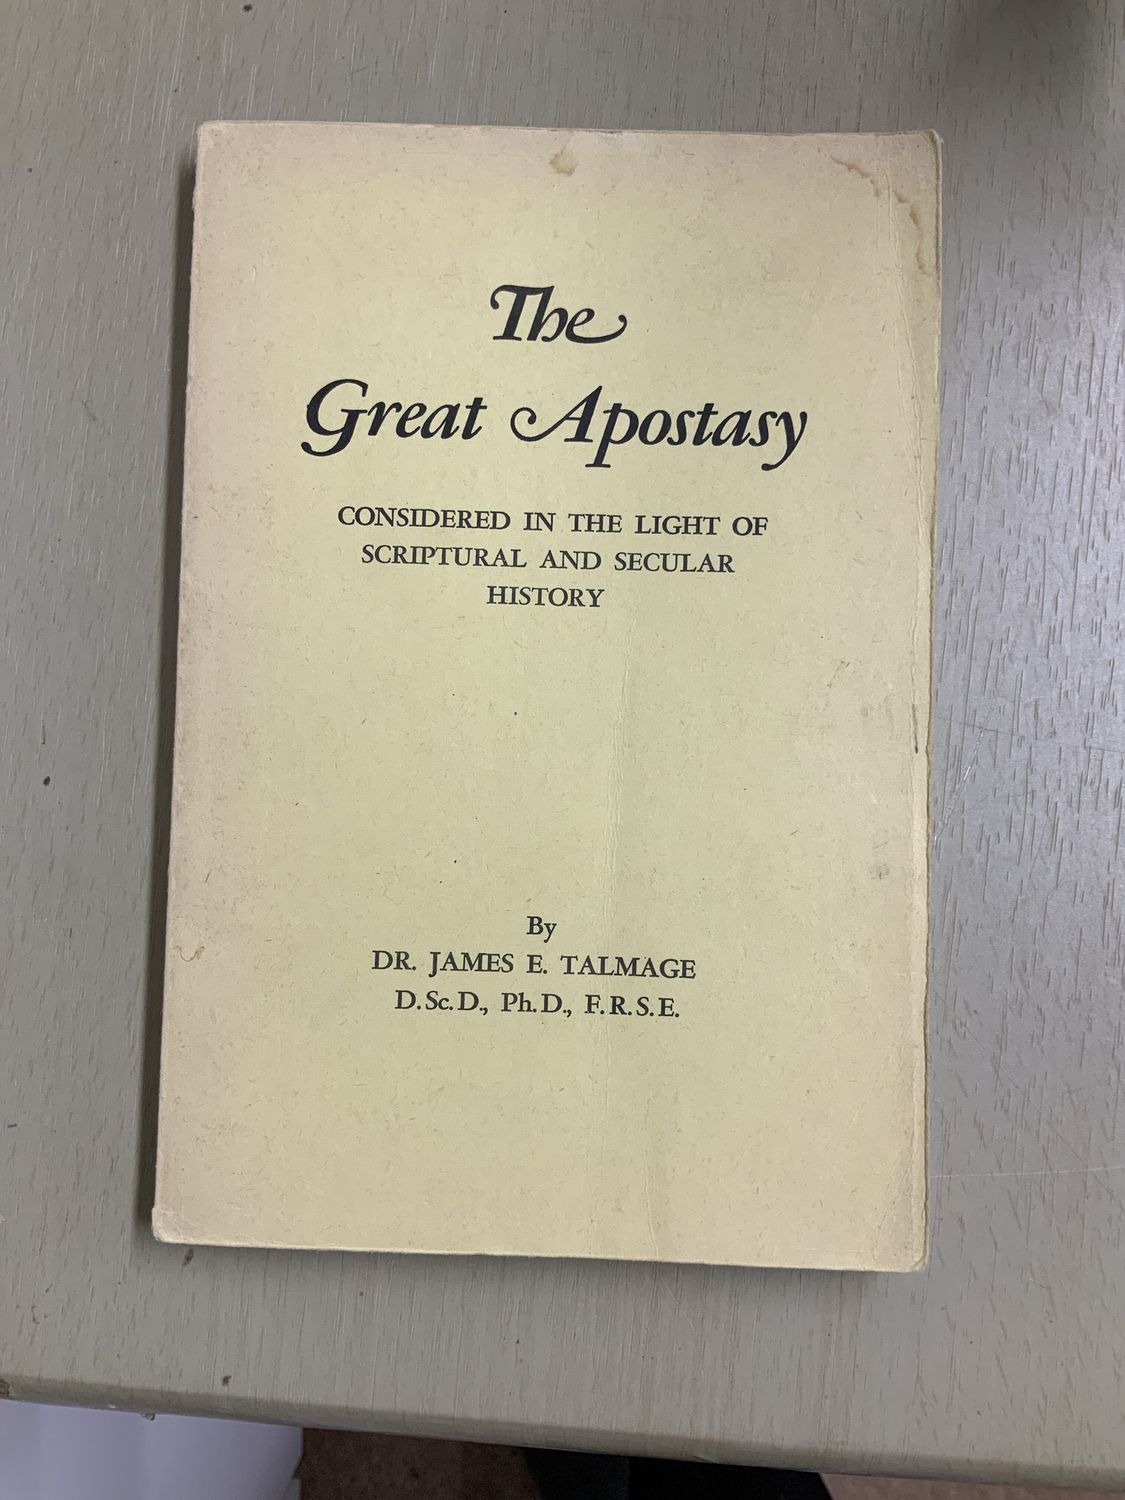 The
Great Apostasy
CONSIDERED IN THE LIGHT OF
SCRIPTURAL AND SECULAR
HISTORY
By
DR. JAMES E. TALMAGE
D.Sc.D., Ph.D., F.R.S.E.